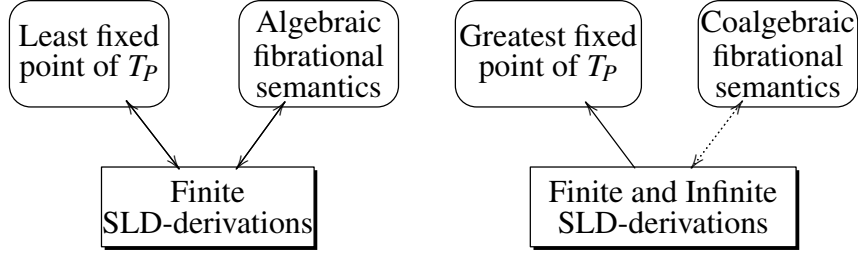 Least fixed
point of T_P
Algebraic
fibrational
semantics
Greatest fixed
point of T_P
Coalgebraic
fibrational
semantics
Finite
SLD-derivations
Finite and Infinite
SLD-derivations